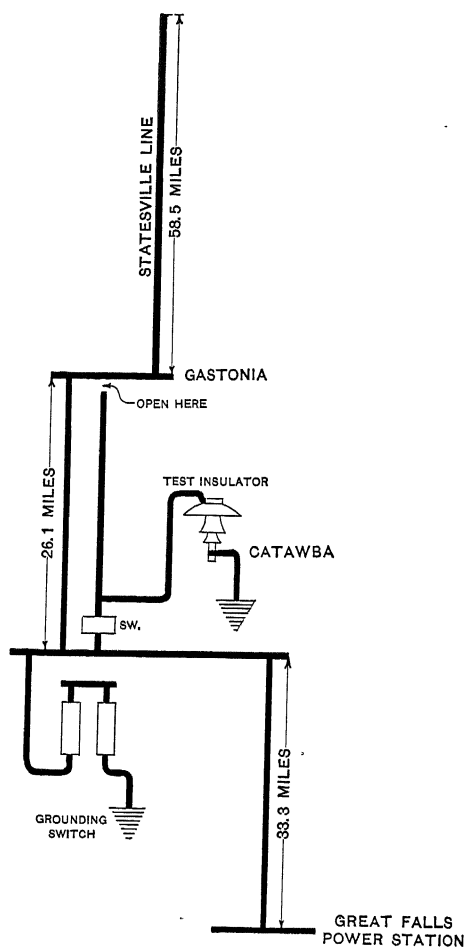 STATESVILLE LINE
58.5 MILES
GASTONIA
OPEN HERE
26.1 MILES
TEST INSULATOR
CATAWBA
SW.
33.3 MILES
GROUNDING
SWITCH
GREAT FALLS
POWER STATION